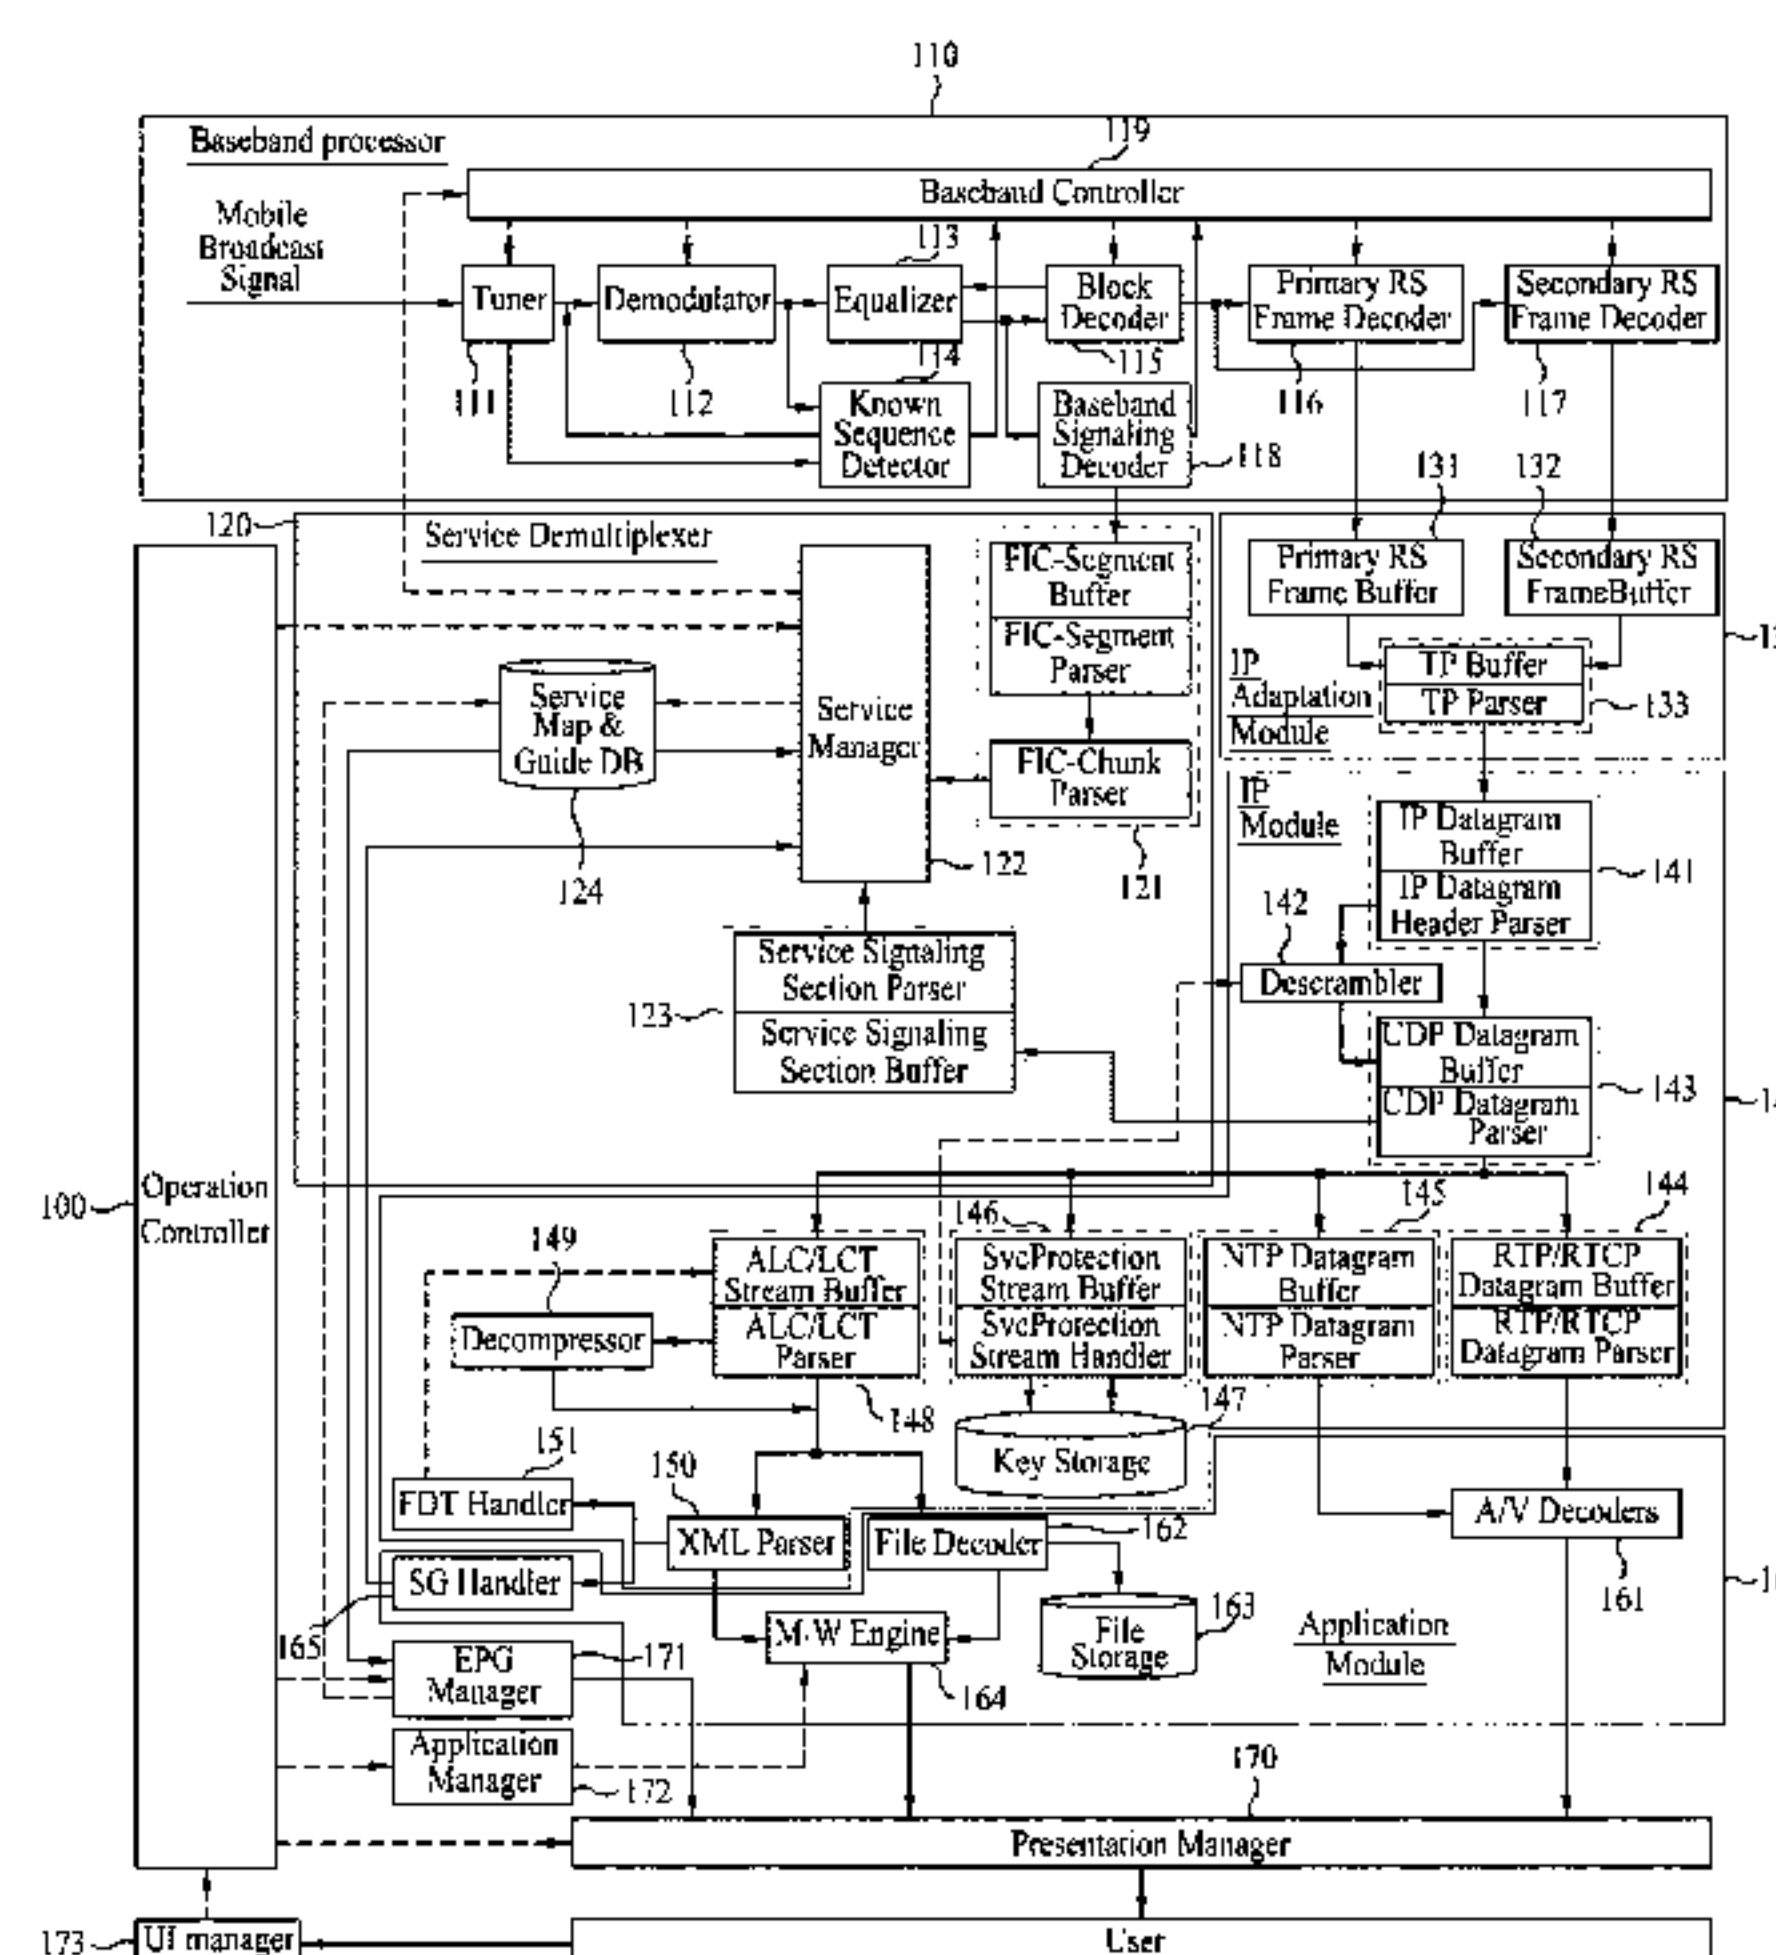 110
Baseband processor
119
Baseband Controller
Mobile
Broadcast
Signal
113
Tuner
Demodulator
Equalizer
Block
Decoder
Primary RS
Frame Decoder
Secondary RS
Frame Decoder
111
112
114
115
116
117
Known
Sequence
Detector
Baseband
Signaling
Decoder
118
131
132
120
Service Demultiplexer
FIC-Segment
Buffer
FIC-Segment
Parser
Primary RS
Frame Buffer
Secondary RS
FrameBuffer
IP
Adaptation
Module
TP Buffer
TP Parser
133
Service
Map &
Guide DB
Service
Manager
FIC-Chunk
Parser
124
122
121
IP
Module
IP Datagram
Buffer
IP Datagram
Header Parser
141
142
Descrambler
Service Signaling
Section Parser
Service Signaling
Section Buffer
123
UDP Datagram
Buffer
UDP Datagram
Parser
143
100
Operation
Controller
149
146
145
144
ALC/LCT
Stream Buffer
ALC/LCT
Parser
SvcProtection
Stream Buffer
SvcProtection
Stream Handler
NTP Datagram
Buffer
NTP Datagram
Parser
RTP/RTCP
Datagram Buffer
RTP/RTCP
Datagram Parser
Decompressor
148
147
Key Storage
151
150
FDT Handler
XML Parser
File Decoder
162
A/V Decoders
161
SG Handler
165
M/W Engine
164
File
Storage
163
Application
Module
EPG
Manager
171
Application
Manager
172
170
Presentation Manager
173
UI manager
User